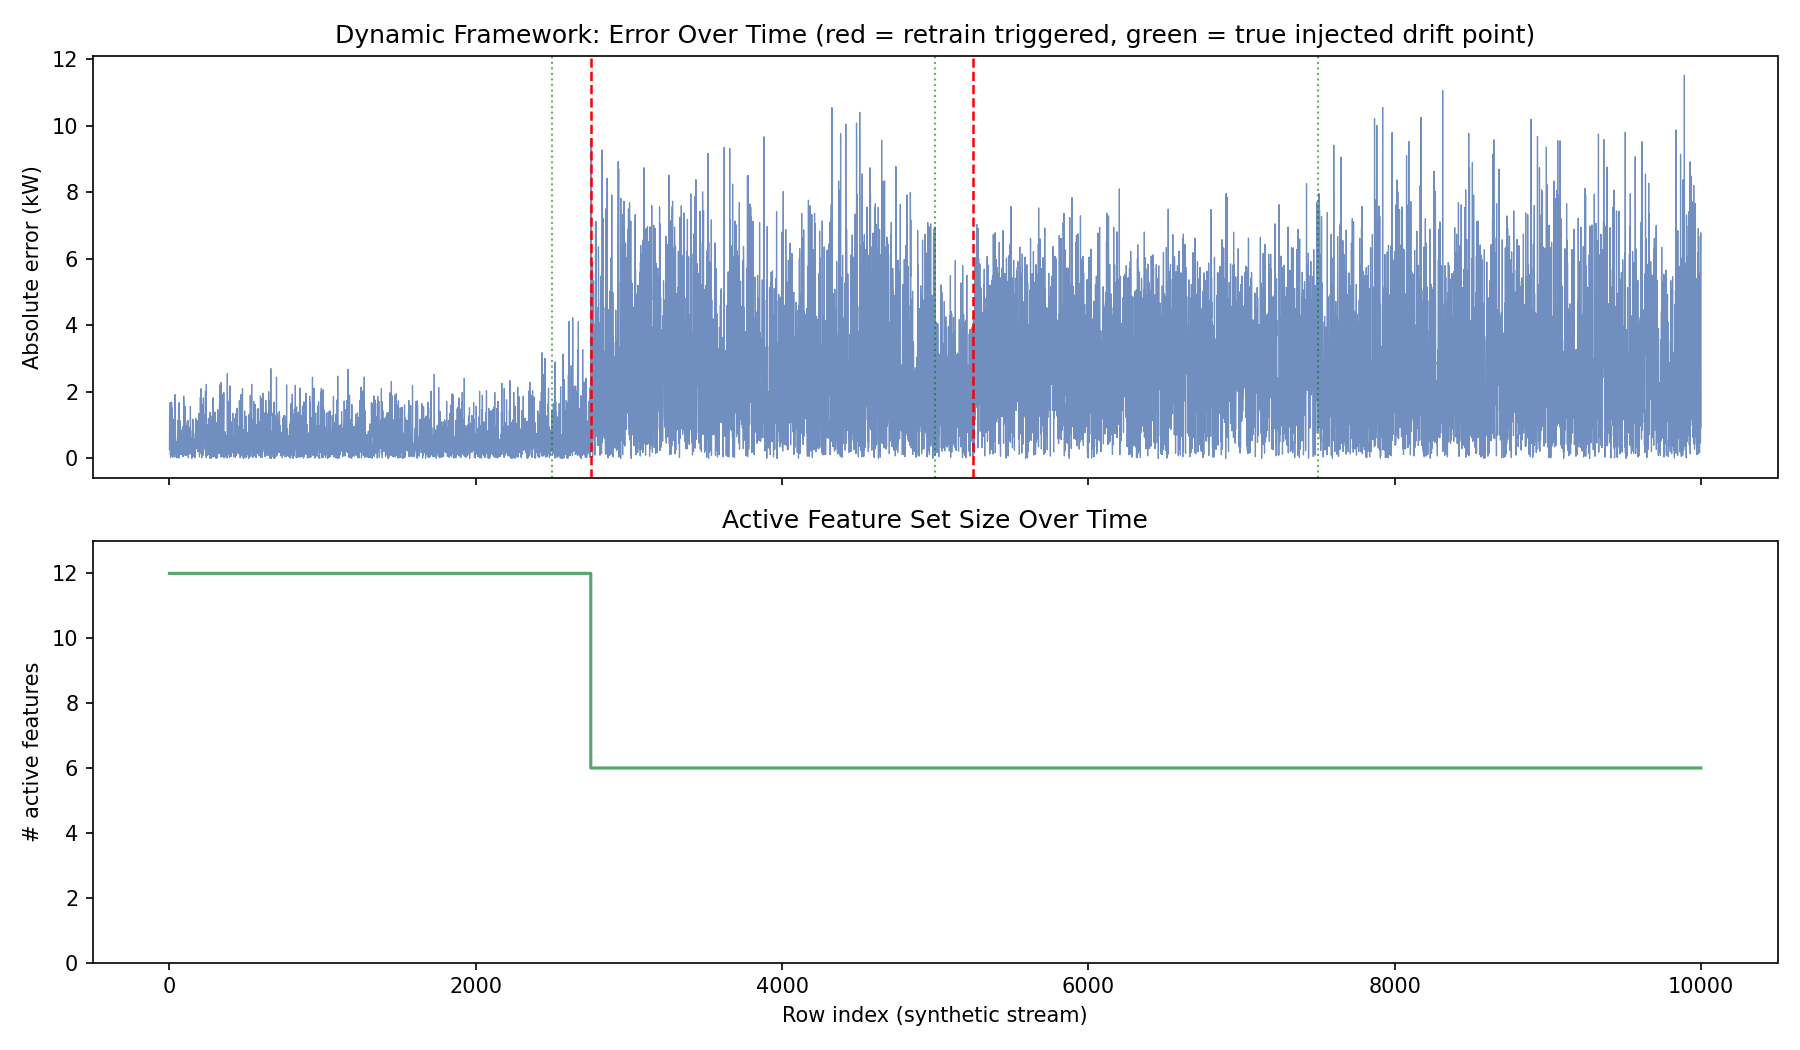 Dynamic Framework: Error Over Time (red = retrain triggered, green = true injected drift point)
12
10
8
6
4
2
0
Absolute error (kW)
Active Feature Set Size Over Time
12
10
8
6
4
2
0
# active features
0 2000 4000 6000 8000 10000
Row index (synthetic stream)